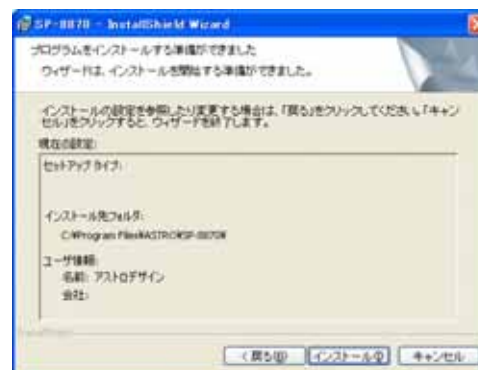 SP-8870 - InstallShield Wizard
プログラムをインストールする準備ができました
ウィザードは、インストールを開始する準備ができました。
インストールの設定を参照したり変更する場合は、「戻る」をクリックしてください。「キャン
セル」をクリックすると、ウィザードを終了します。
現在の設定:
セットアップ タイプ:
インストール先フォルダ:
C:¥Program Files¥ASTRO¥SP-8870¥
ユーザ情報:
名前: アストロデザイン
会社:
InstallShield
< 戻る(B)
インストール(I)
キャンセル